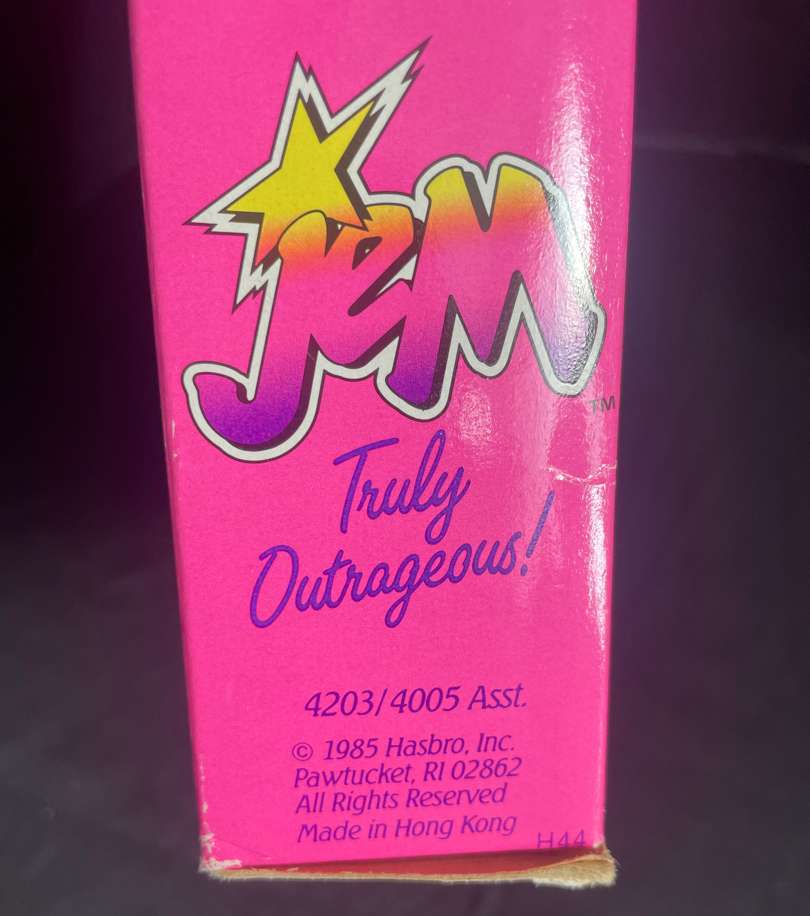 Jem
TM
Truly
Outrageous!
4203/4005 Asst.
© 1985 Hasbro, Inc.
Pawtucket, RI 02862
All Rights Reserved
Made in Hong Kong
H44